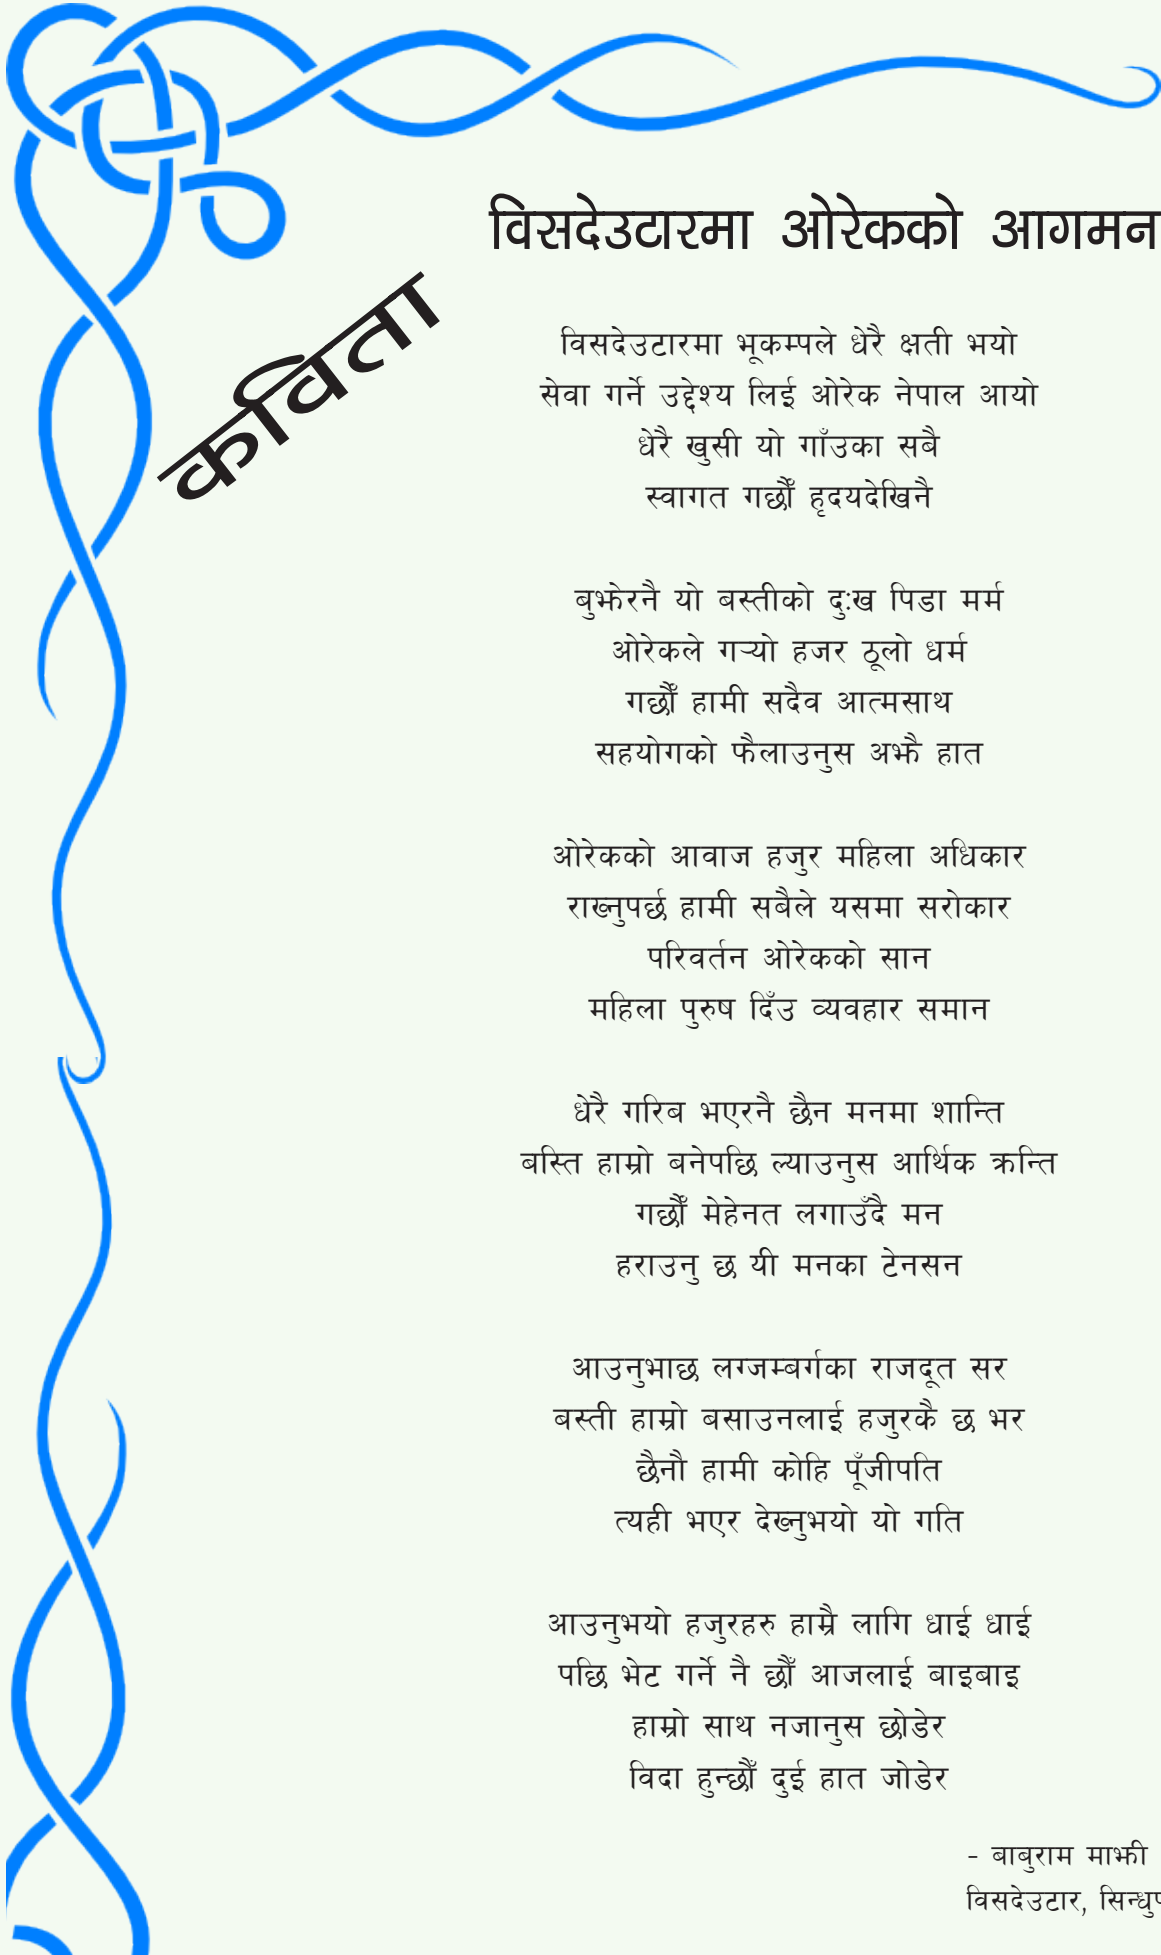 विसदेउटारमा ओरेकको आगमन
कविता
विसदेउटारमा भूकम्पले धेरै क्षती भयो
सेवा गर्ने उद्देश्य लिई ओरेक नेपाल आयो
धेरै खुसी यो गाँउका सबै
स्वागत गर्छौं हृदयदेखिनै
बुझेरनै यो बस्तीको दुःख पिडा मर्म
ओरेकले गर्‍यो हजर ठूलो धर्म
गर्छौं हामी सदैव आत्मसाथ
सहयोगको फैलाउनुस अझै हात
ओरेकको आवाज हजुर महिला अधिकार
राख्नुपर्छ हामी सबैले यसमा सरोकार
परिवर्तन ओरेकको सान
महिला पुरुष दिँउ व्यवहार समान
धेरै गरिब भएरनै छैन मनमा शान्ति
बस्ति हाम्रो बनेपछि ल्याउनुस आर्थिक क्रन्ति
गर्छौं मेहेनत लगाउँदै मन
हराउनु छ यी मनका टेनसन
आउनुभाछ लग्जम्बर्गका राजदूत सर
बस्ती हाम्रो बसाउनलाई हजुरकै छ भर
छैनौ हामी कोहि पूँजीपति
त्यही भएर देख्नुभयो यो गति
आउनुभयो हजुरहरु हाम्रै लागि धाई धाई
पछि भेट गर्ने नै छौँ आजलाई बाइबाइ
हाम्रो साथ नजानुस छोडेर
विदा हुन्छौँ दुई हात जोडेर
- बाबुराम माझी
विसदेउटार,